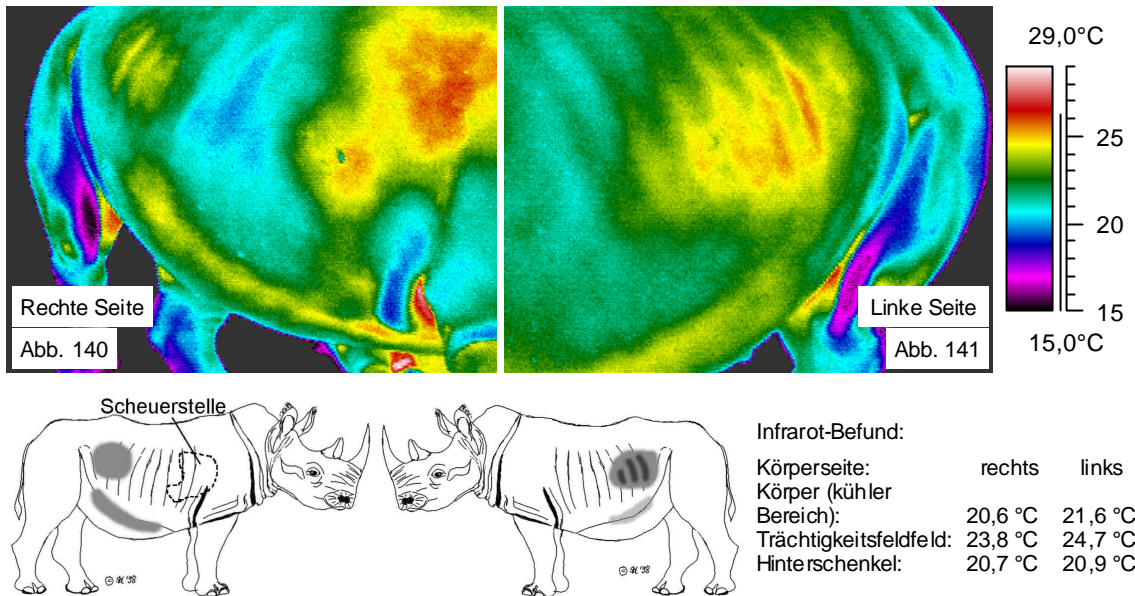 29,0°C
25
20
15
15,0°C
Rechte Seite
Abb. 140
Linke Seite
Abb. 141
Scheuerstelle
Infrarot-Befund:
Körperseite: rechts links
Körper (kühler
Bereich): 20,6 °C 21,6 °C
Trächtigkeitsfeldfeld: 23,8 °C 24,7 °C
Hinterschenkel: 20,7 °C 20,9 °C